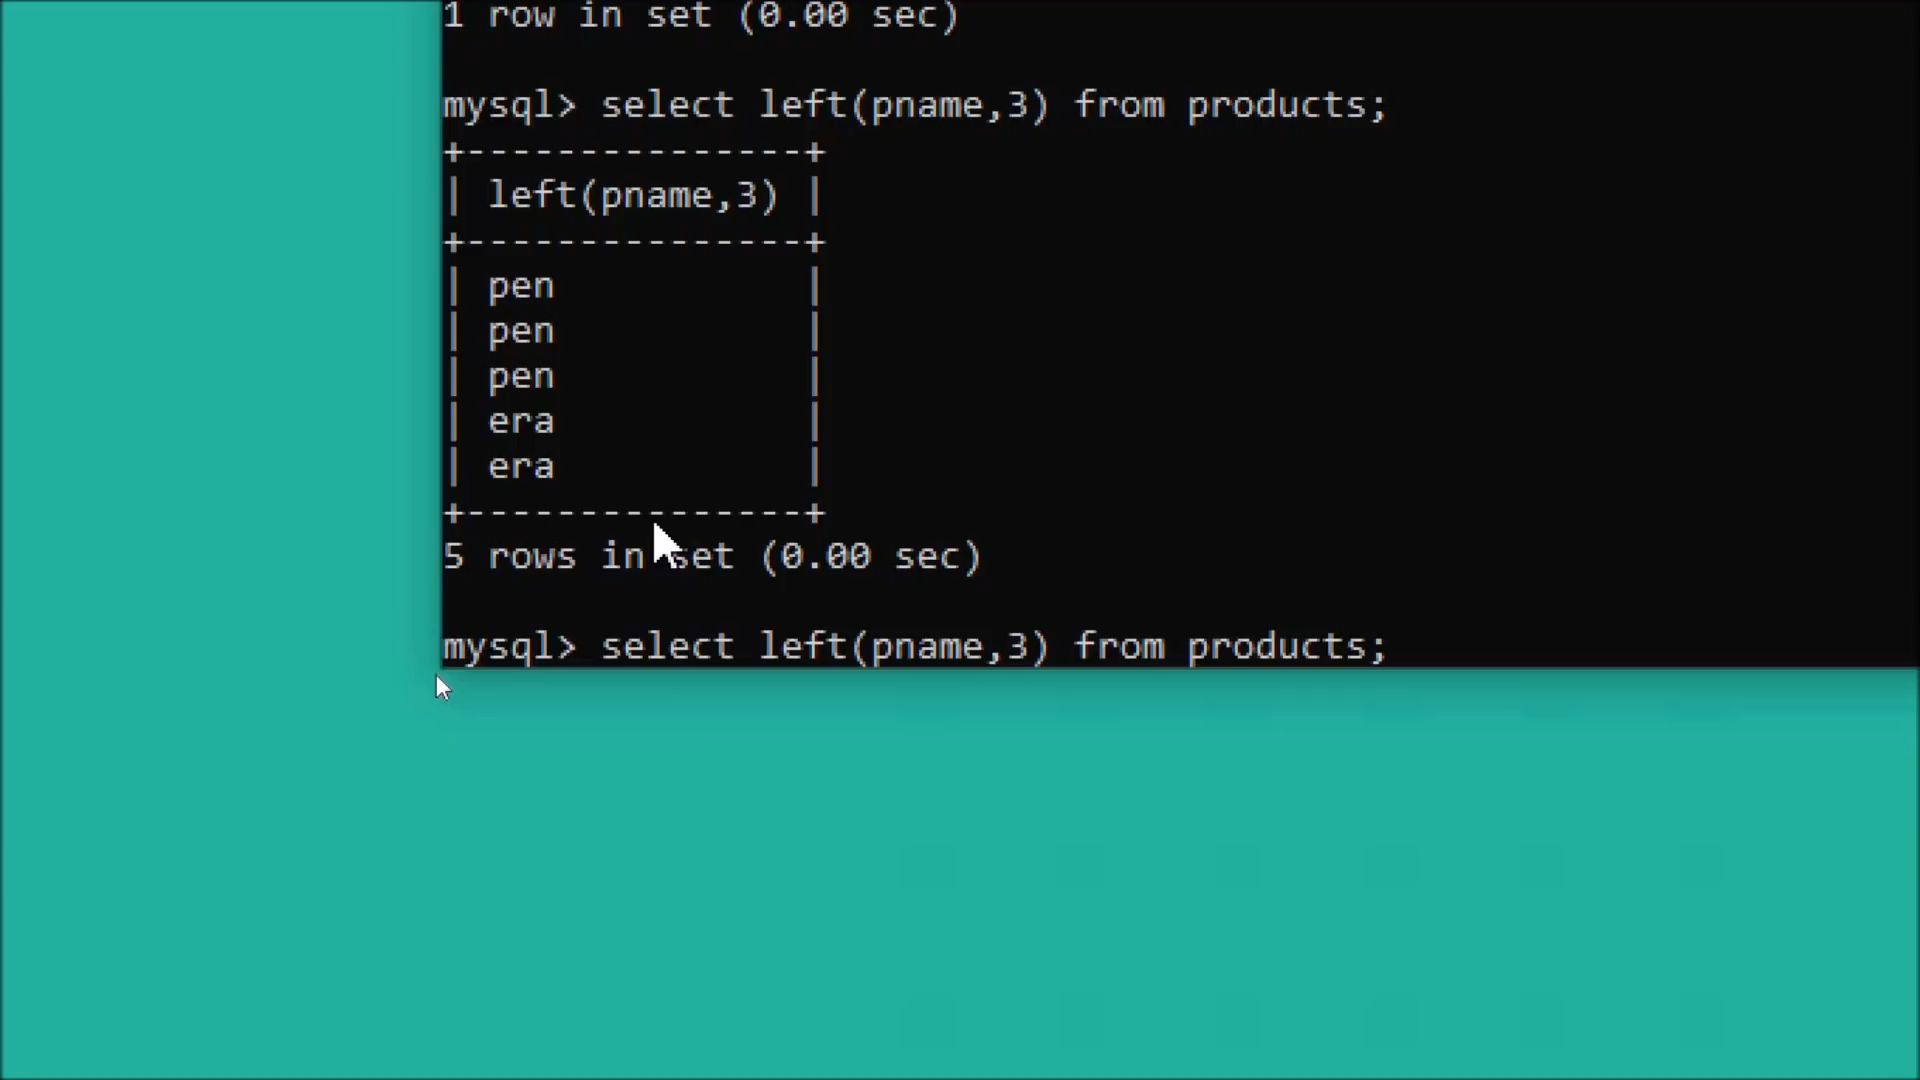 1 row in set (0.00 sec)
mysql> select left(pname,3) from products;
+---------------+
| left(pname,3) |
+---------------+
| pen           |
| pen           |
| pen           |
| era           |
| era           |
+---------------+
5 rows in set (0.00 sec)
mysql> select left(pname,3) from products;